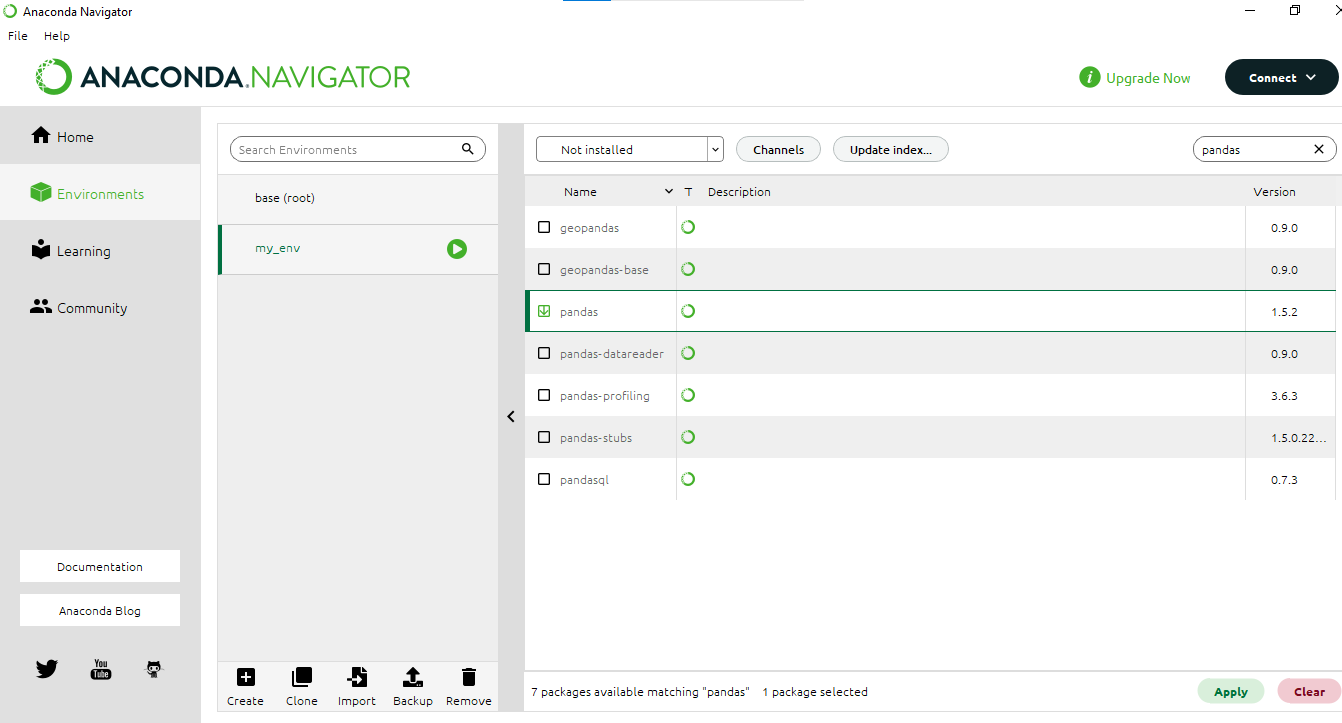 Anaconda Navigator
File Help
ANACONDA.NAVIGATOR
i Upgrade Now
Connect
Home
Environments
Learning
Community
Documentation
Anaconda Blog
You
Tube
Search Environments
base (root)
my_env
Create Clone Import Backup Remove
Not installed Channels Update index... pandas
Name T Description Version
geopandas 0.9.0
geopandas-base 0.9.0
pandas 1.5.2
pandas-datareader 0.9.0
pandas-profiling 3.6.3
pandas-stubs 1.5.0.22...
pandasql 0.7.3
7 packages available matching "pandas" 1 package selected
Apply Clear